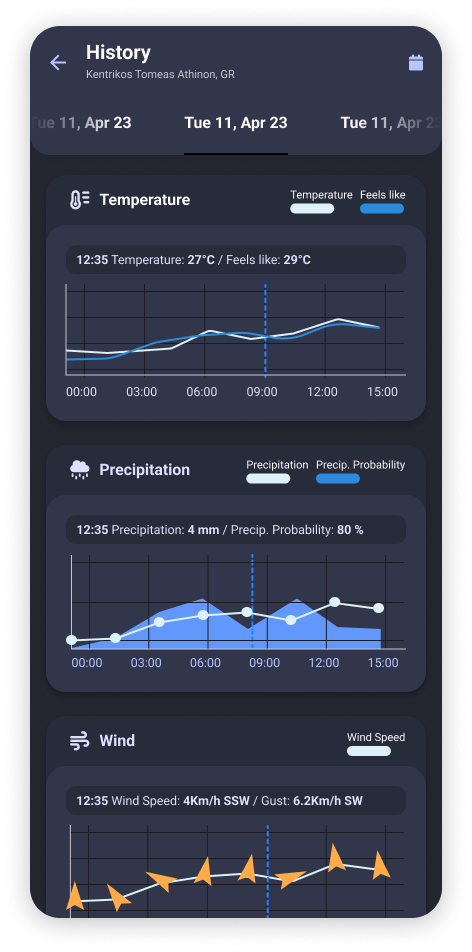 History
Kentrikos Tomeas Athinon, GR
Tue 11, Apr 23 Tue 11, Apr 23 Tue 11, Apr 23
Temperature
Temperature Feels like
12:35 Temperature: 27°C / Feels like: 29°C
00:00 03:00 06:00 09:00 12:00 15:00
Precipitation
Precipitation Precip. Probability
12:35 Precipitation: 4 mm / Precip. Probability: 80 %
00:00 03:00 06:00 09:00 12:00 15:00
Wind
Wind Speed
12:35 Wind Speed: 4Km/h SSW / Gust: 6.2Km/h SW